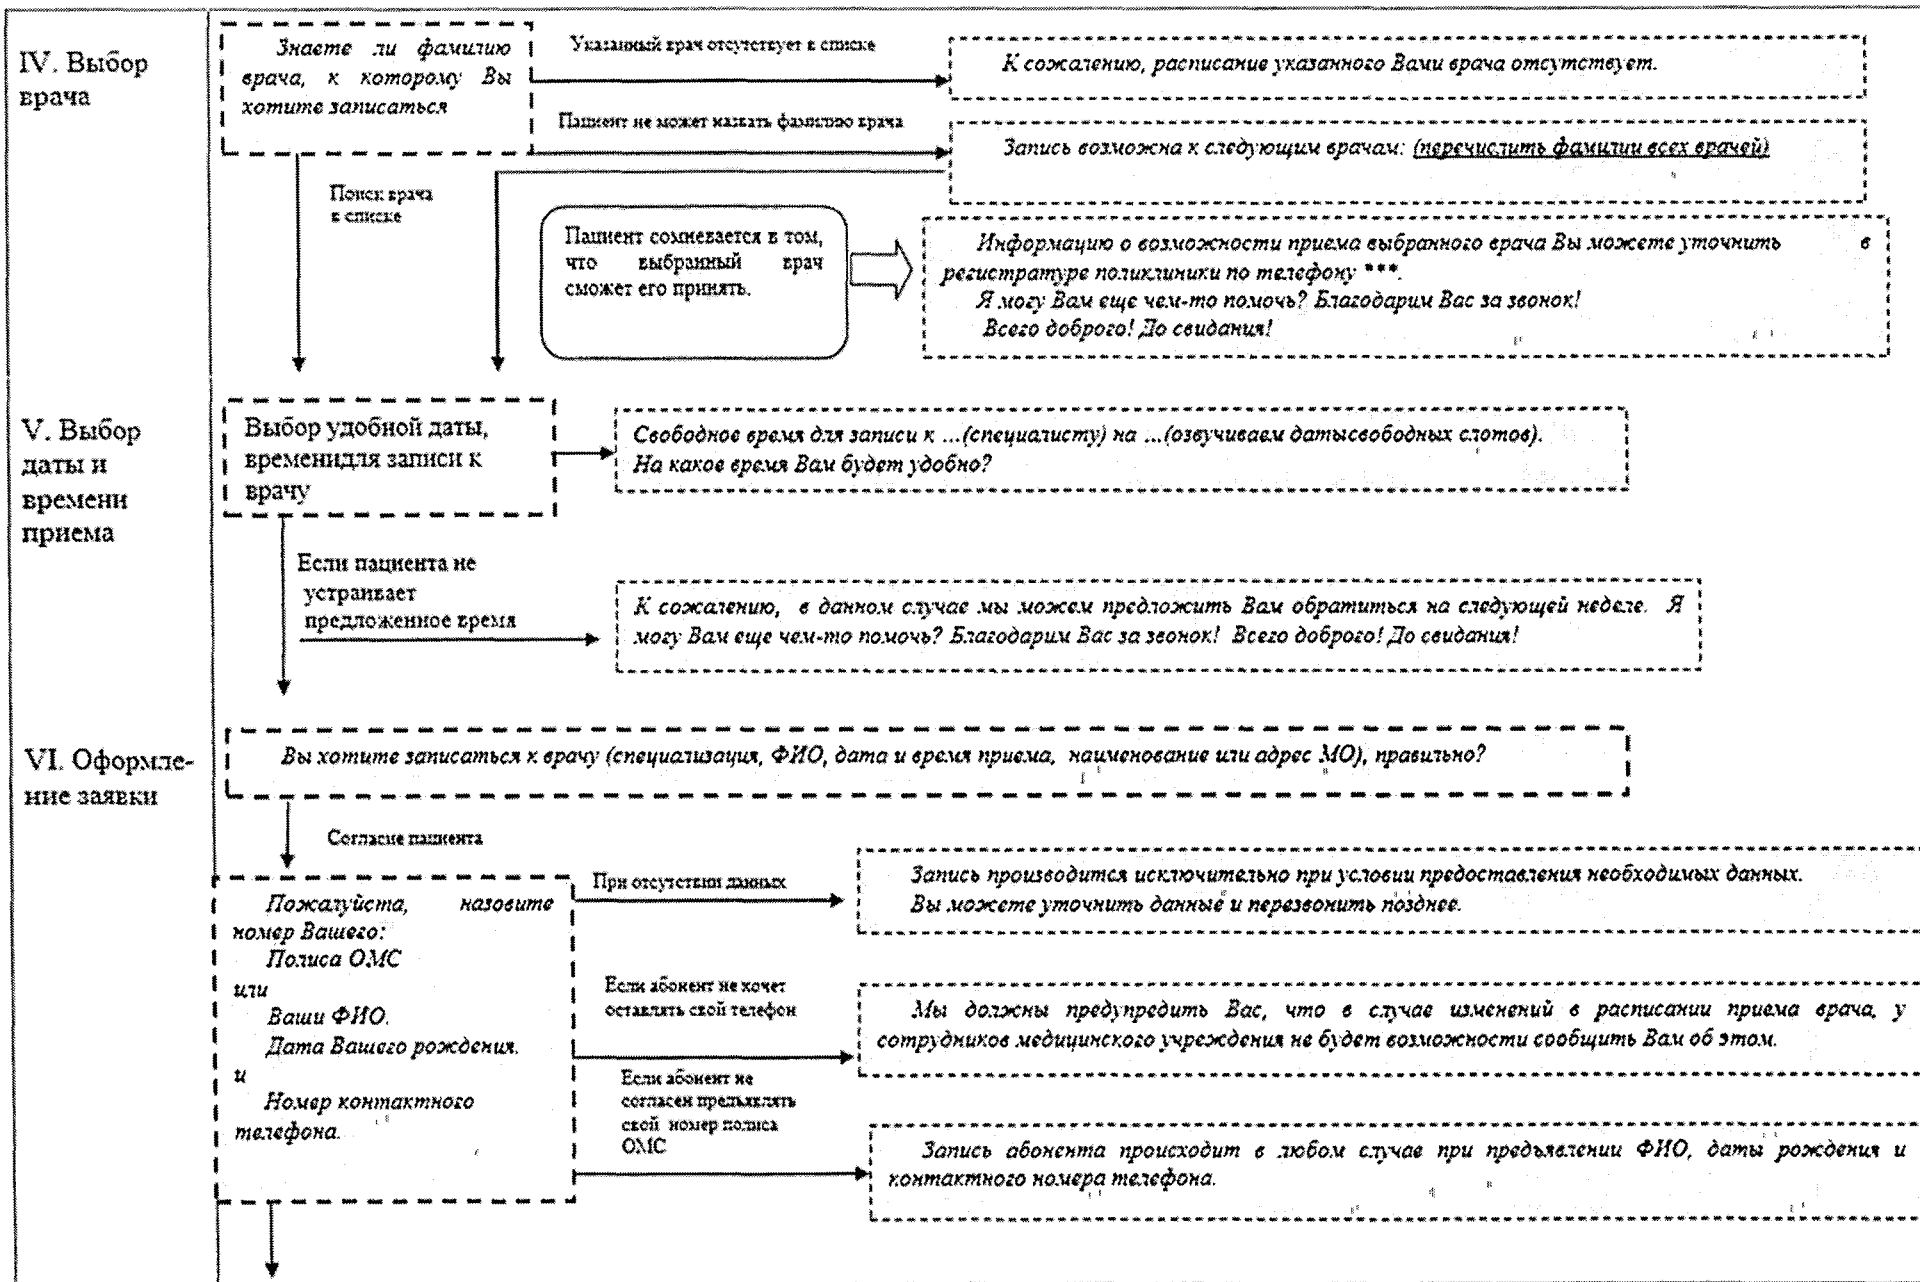 IV. Выбор
врача
Знаете ли фамилию
врача, к которому Вы
хотите записаться
Указанный врач отсутствует в списке
К сожалению, расписание указанного Вами врача отсутствует.
Пациент не может назвать фамилию врача
Запись возможна к следующим врачам: (перечислить фамилии всех врачей)
Поиск врача
в списке
Пациент сомневается в том,
что выбранный врач
сможет его принять.
Информацию о возможности приема выбранного врача Вы можете уточнить в
регистратуре поликлиники по телефону ***.
Я могу Вам еще чем-то помочь? Благодарим Вас за звонок!
Всего доброго! До свидания!
V. Выбор
даты и
времени
приема
Выбор удобной даты,
временидля записи к
врачу
Свободное время для записи к ...(специалисту) на ...(озвучиваем датысвободных слотов).
На какое время Вам будет удобно?
Если пациента не
устраивает
предложенное время
К сожалению, в данном случае мы можем предложить Вам обратиться на следующей неделе. Я
могу Вам еще чем-то помочь? Благодарим Вас за звонок! Всего доброго! До свидания!
VI. Оформле-
ние заявки
Вы хотите записаться к врачу (специализация, ФИО, дата и время приема, наименование или адрес МО), правильно?
Согласие пациента
Пожалуйста, назовите
номер Вашего:
Полиса ОМС
или
Ваши ФИО.
Дата Вашего рождения.
и
Номер контактного
телефона.
При отсутствии данных
Запись производится исключительно при условии предоставления необходимых данных.
Вы можете уточнить данные и перезвонить позднее.
Если абонент не хочет
оставлять свой телефон
Мы должны предупредить Вас, что в случае изменений в расписании приема врача, у
сотрудников медицинского учреждения не будет возможности сообщить Вам об этом.
Если абонент не
согласен предъявлять
свой номер полиса
ОМС
Запись абонента происходит в любом случае при предъявлении ФИО, даты рождения и
контактного номера телефона.